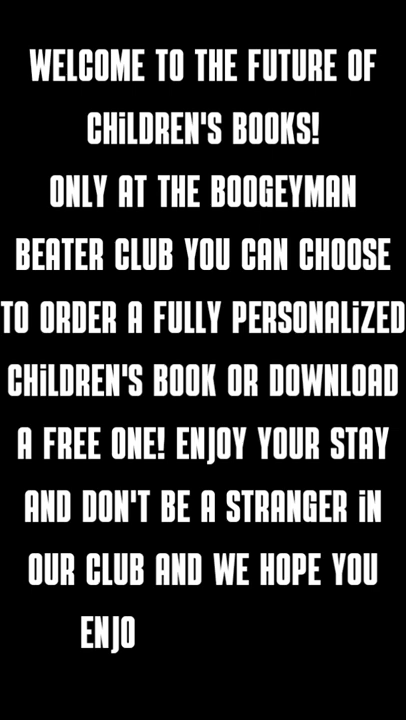 WELCOME TO THE FUTURE OF
CHiLDREN'S BOOKS!
ONLY AT THE BOOGEYMAN
BEATER CLUB YOU CAN CHOOSE
TO ORDER A FULLY PERSONALiZED
CHiLDREN'S BOOK OR DOWNLOAD
A FREE ONE! ENJOY YOUR STAY
AND DON'T BE A STRANGER iN
OUR CLUB AND WE HOPE YOU
ENJO